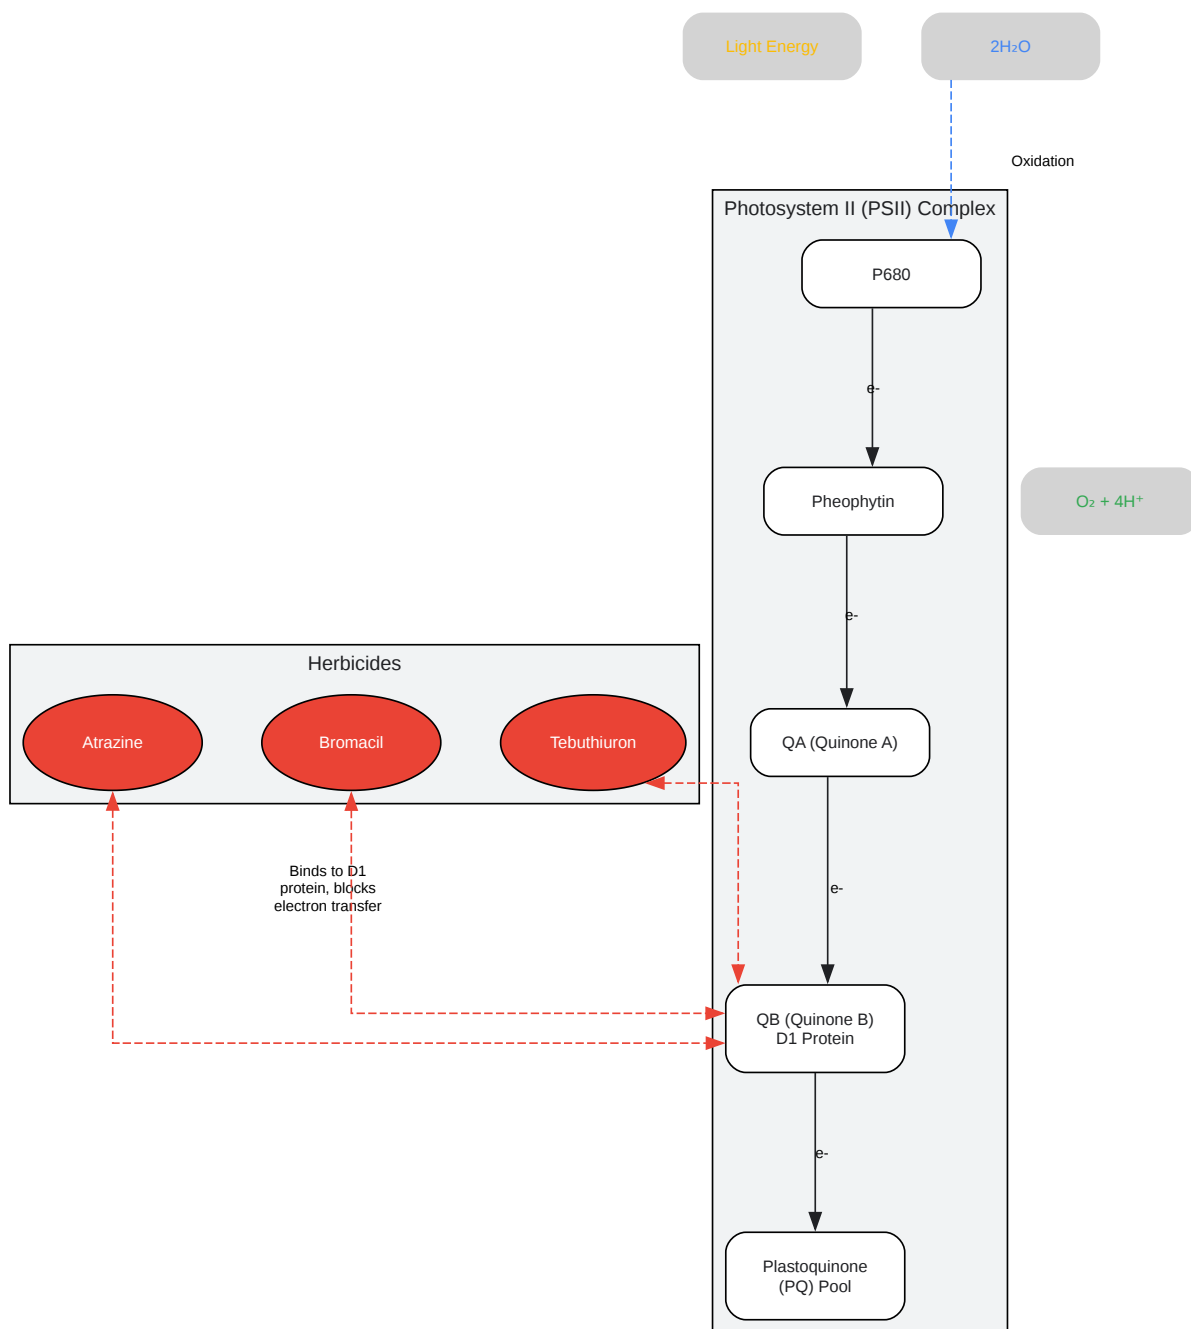 Light Energy
2H₂O
Oxidation
Photosystem II (PSII) Complex
P680
e-
Pheophytin
O₂ + 4H⁺
e-
Herbicides
Atrazine
Bromacil
Tebuthiuron
QA (Quinone A)
Binds to D1
protein, blocks
electron transfer
e-
QB (Quinone B)
D1 Protein
e-
Plastoquinone
(PQ) Pool